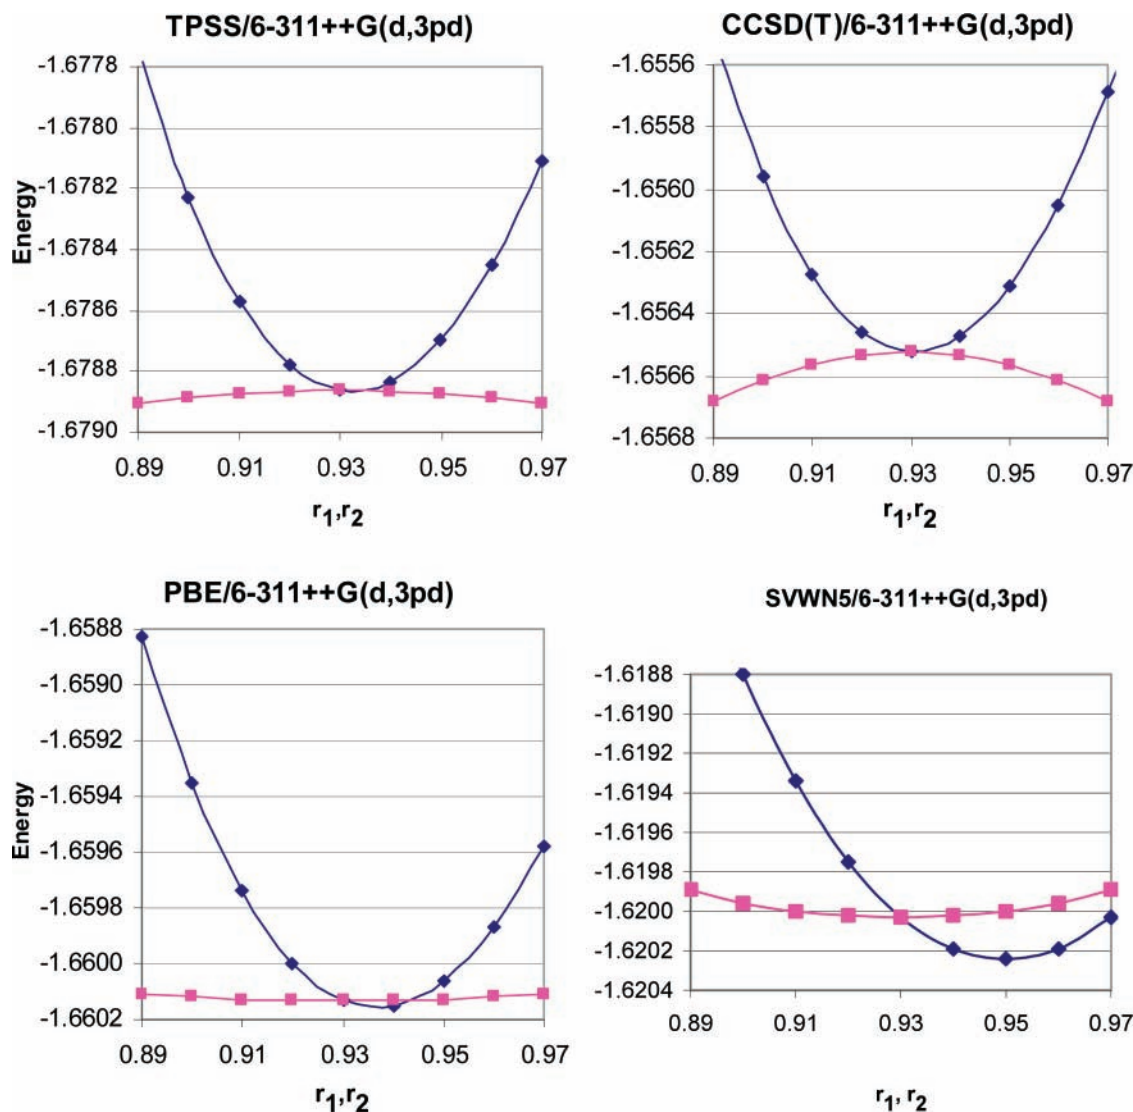 TPSS/6-311++G(d,3pd)
-1.6778
-1.6780
-1.6782
-1.6784
-1.6786
-1.6788
-1.6790
Energy
0.89 0.91 0.93 0.95 0.97
r1,r2
CCSD(T)/6-311++G(d,3pd)
-1.6556
-1.6558
-1.6560
-1.6562
-1.6564
-1.6566
-1.6568
0.89 0.91 0.93 0.95 0.97
r1,r2
PBE/6-311++G(d,3pd)
-1.6588
-1.6590
-1.6592
-1.6594
-1.6596
-1.6598
-1.6600
-1.6602
Energy
0.89 0.91 0.93 0.95 0.97
r1,r2
SVWN5/6-311++G(d,3pd)
-1.6188
-1.6190
-1.6192
-1.6194
-1.6196
-1.6198
-1.6200
-1.6202
-1.6204
0.89 0.91 0.93 0.95 0.97
r1, r2